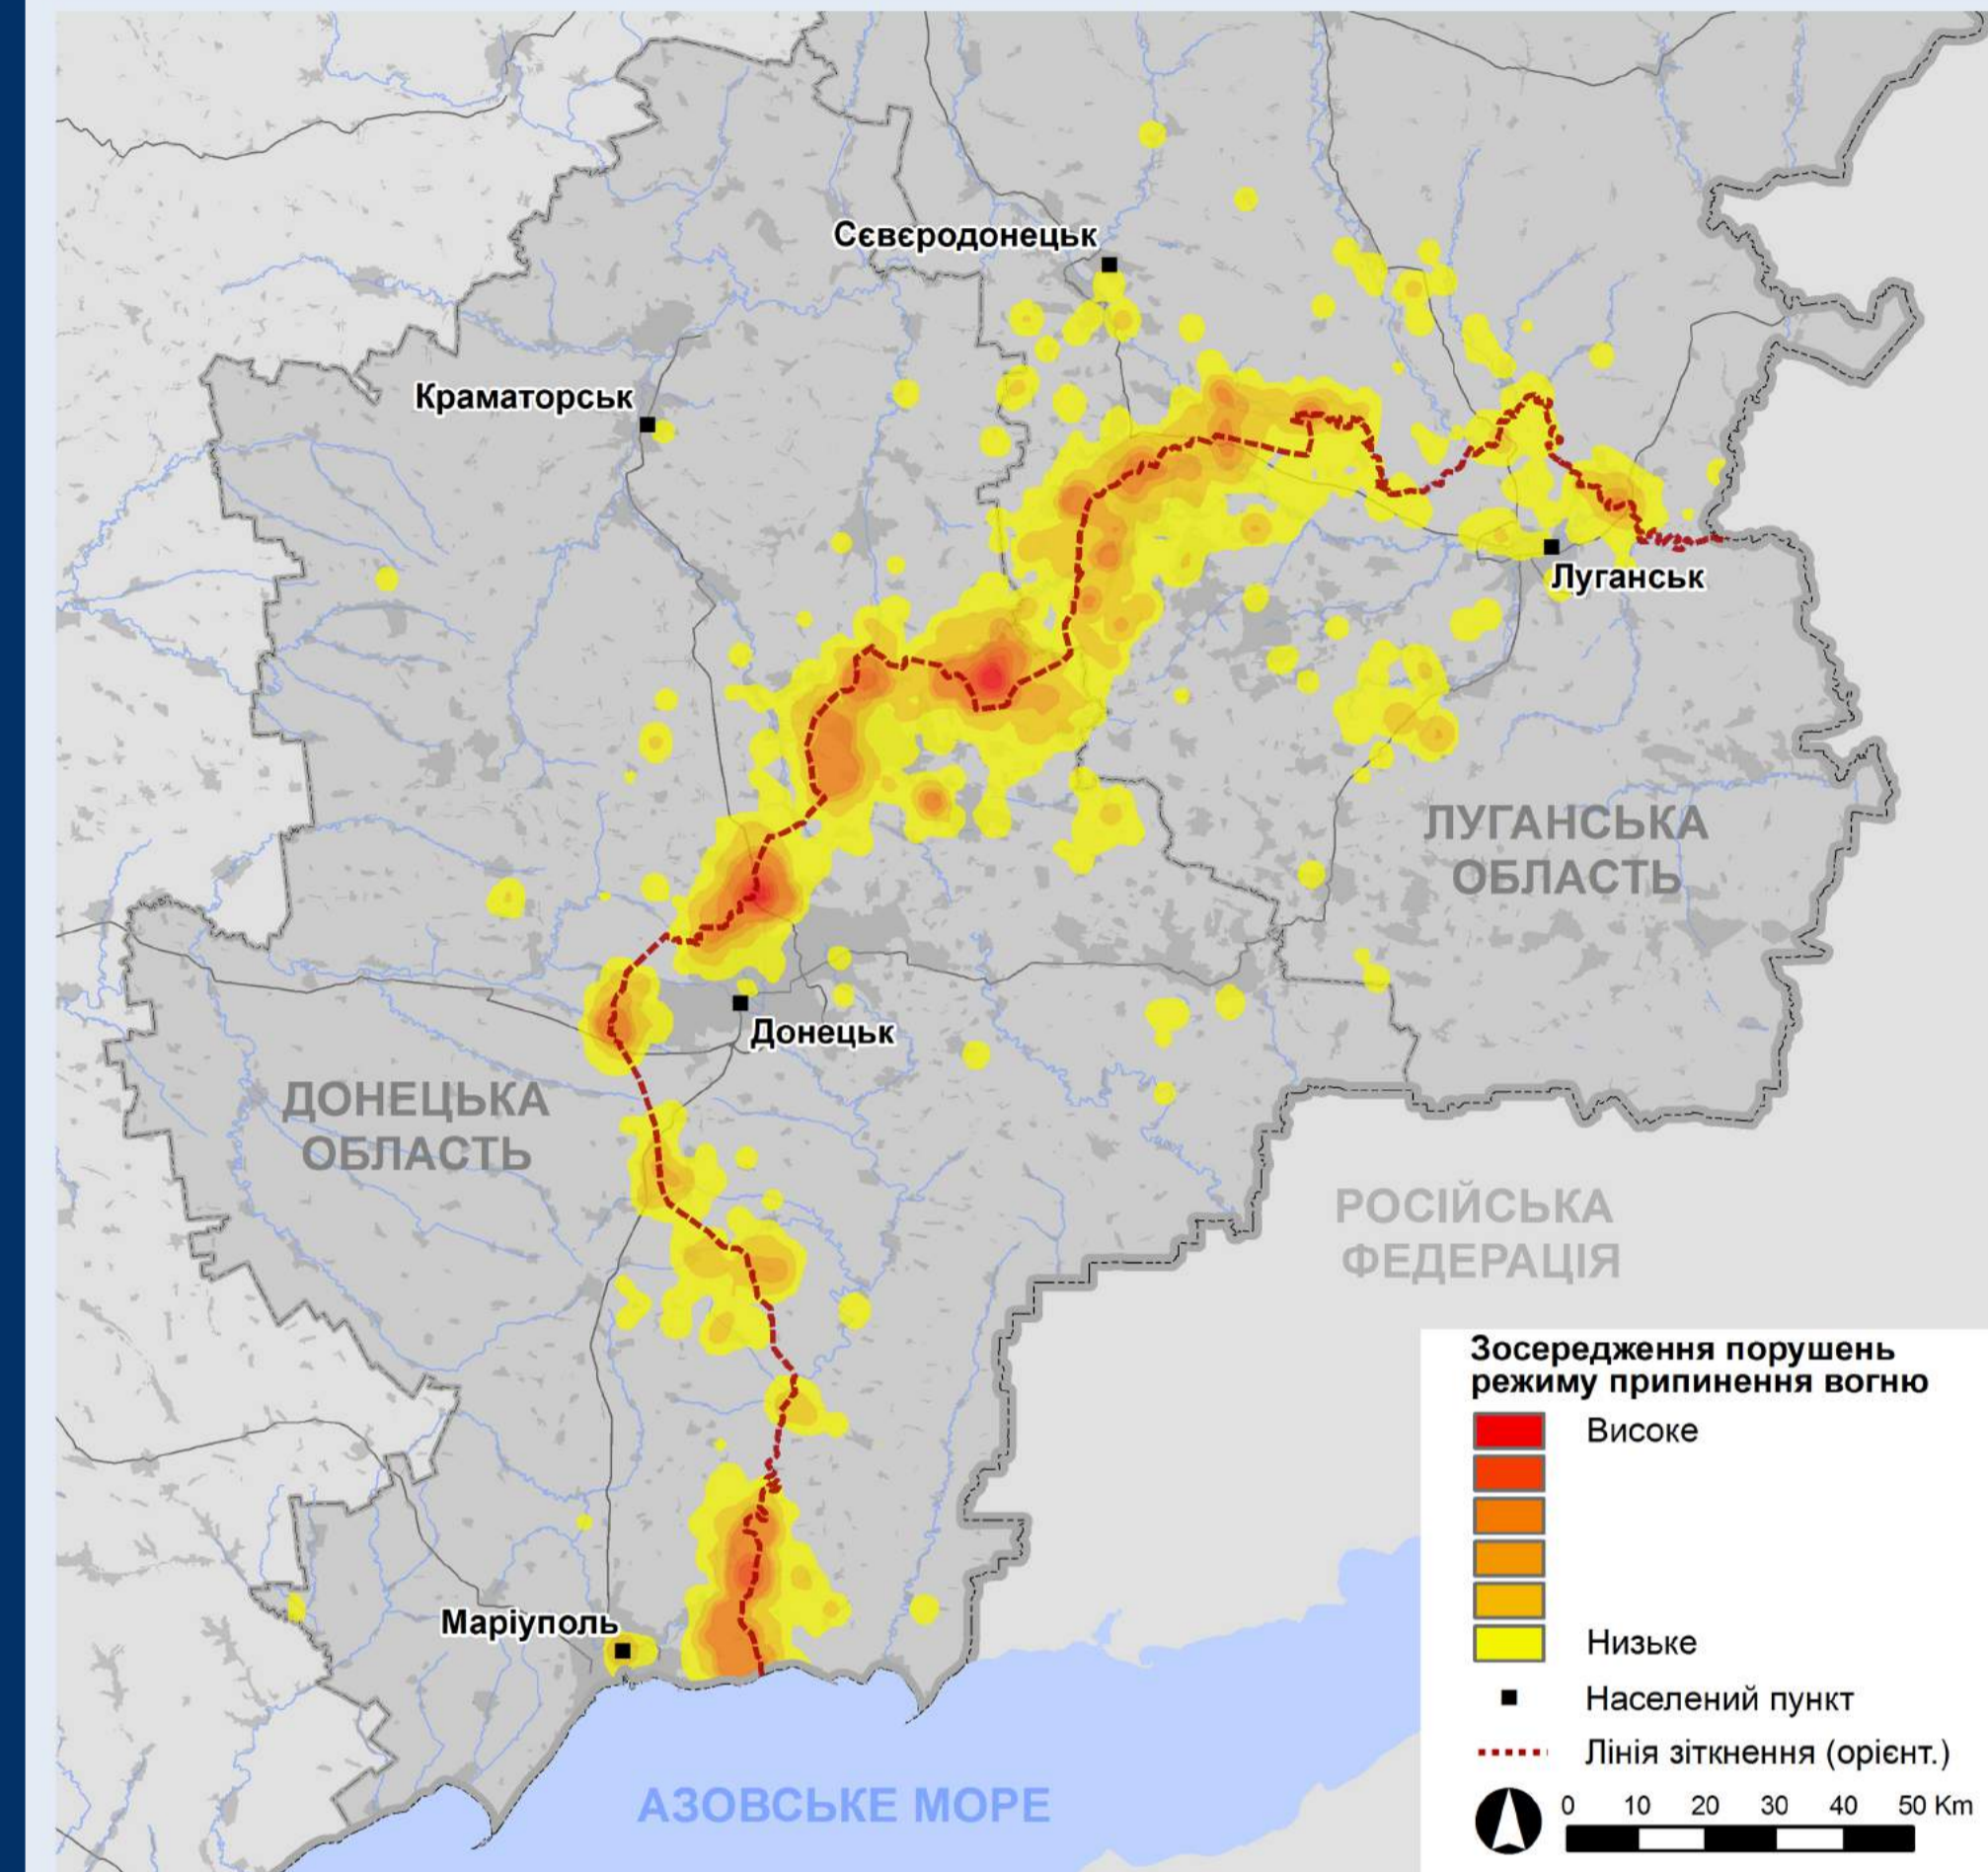 Сєвєродонецьк
Краматорськ
Луганськ
ЛУГАНСЬКА
ОБЛАСТЬ
Донецьк
ДОНЕЦЬКА
ОБЛАСТЬ
РОСІЙСЬКА
ФЕДЕРАЦІЯ
Маріуполь
АЗОВСЬКЕ МОРЕ
Зосередження порушень
режиму припинення вогню
Високе
Низьке
Населений пункт
Лінія зіткнення (орієнт.)
0 10 20 30 40 50 Km